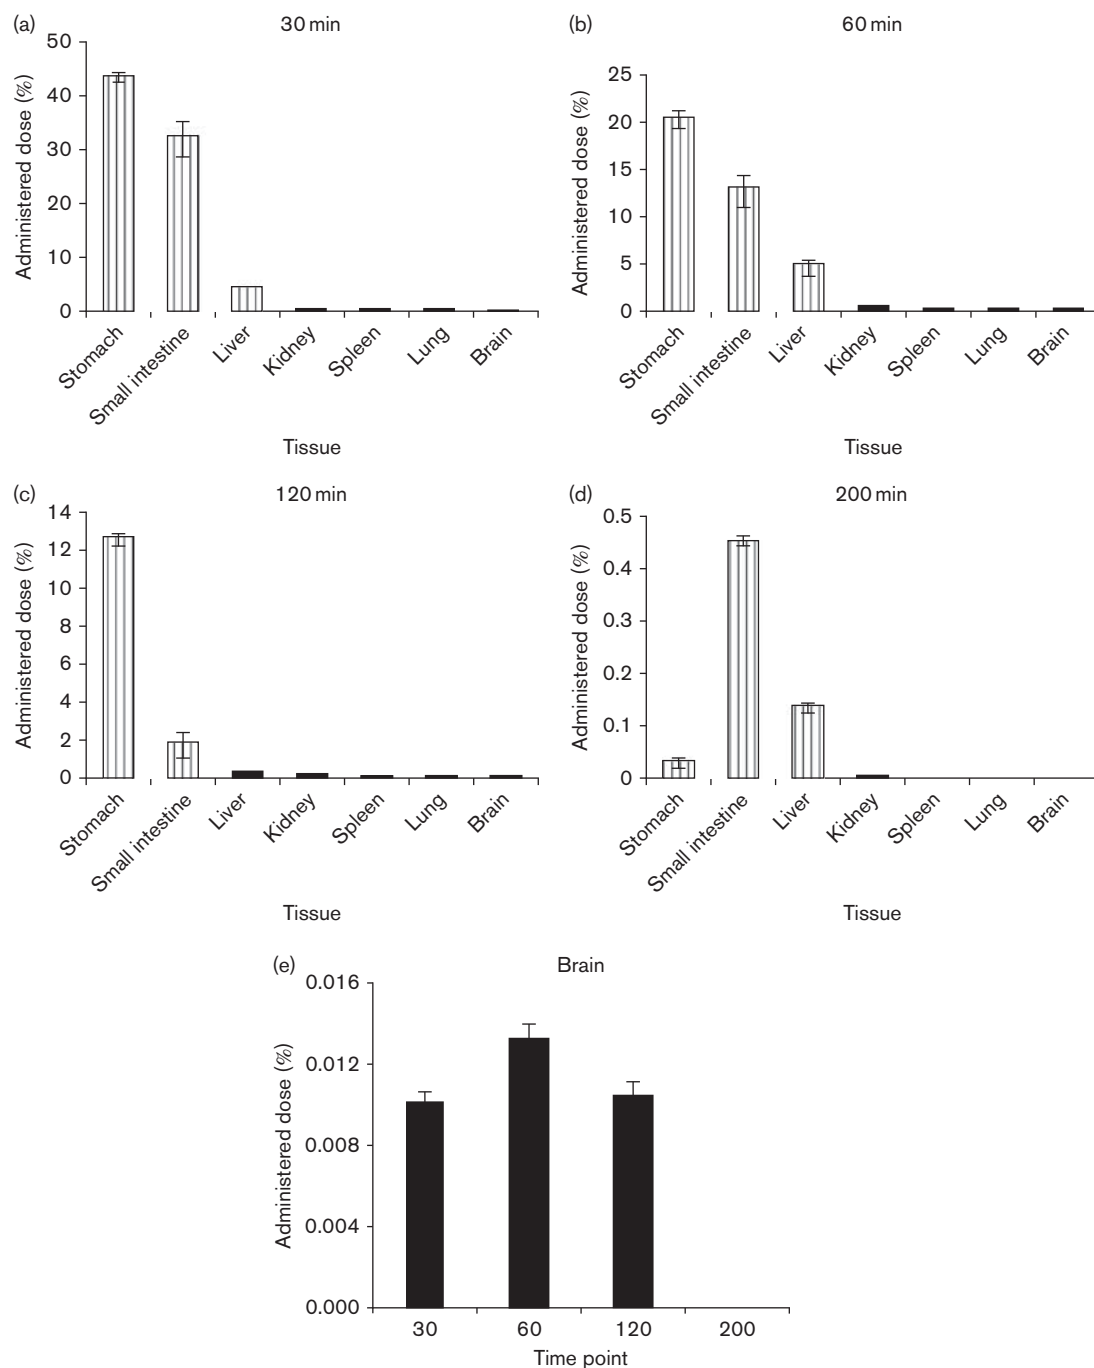 (a)
30 min
Administered dose (%)
50
40
30
20
10
0
Stomach
Small intestine
Liver
Kidney
Spleen
Lung
Brain
Tissue
(b)
60 min
Administered dose (%)
25
20
15
10
5
0
Stomach
Small intestine
Liver
Kidney
Spleen
Lung
Brain
Tissue
(c)
120 min
Administered dose (%)
14
12
10
8
6
4
2
0
Stomach
Small intestine
Liver
Kidney
Spleen
Lung
Brain
Tissue
(d)
200 min
Administered dose (%)
0.5
0.4
0.3
0.2
0.1
0
Stomach
Small intestine
Liver
Kidney
Spleen
Lung
Brain
Tissue
(e)
Brain
Administered dose (%)
0.016
0.012
0.008
0.004
0.000
30 60 120 200
Time point